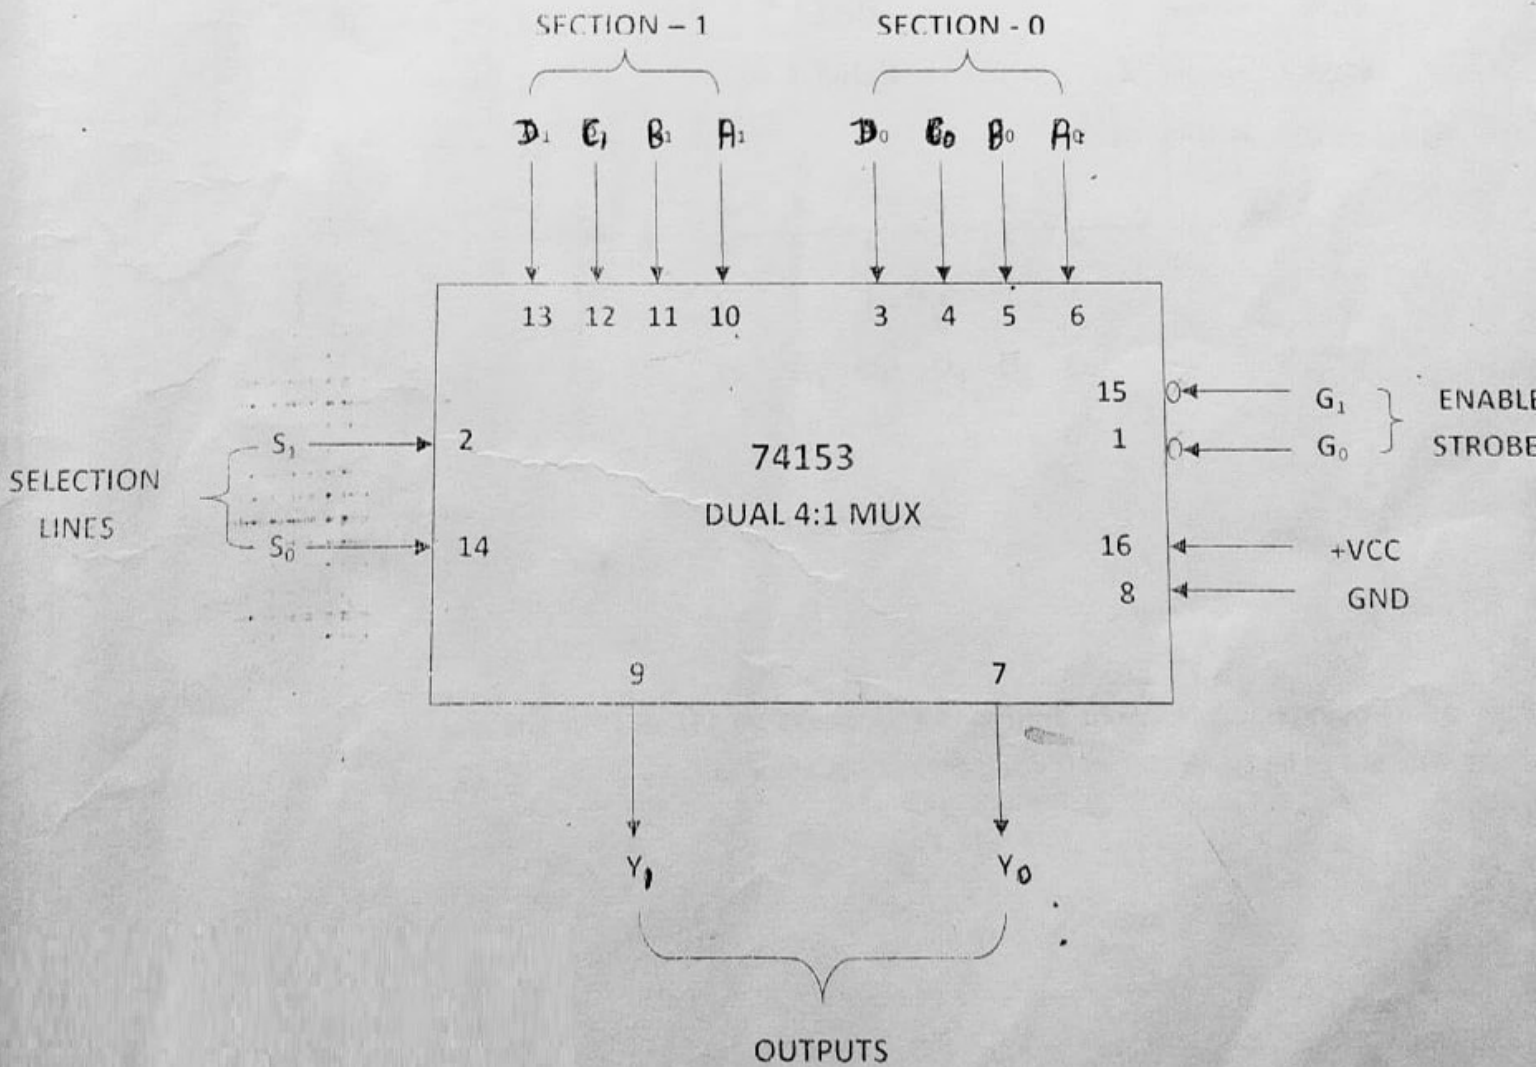 SECTION – 1 SECTION - 0
D₁ C₁ B₁ A₁ D₀ C₀ B₀ A₀
13 12 11 10 3 4 5 6
15 G₁ ENABLE
S₁ 2 74153 1 G₀ STROBE
SELECTION
LINES
DUAL 4:1 MUX
S₀ 14 16 +VCC
8 GND
9 7
Y₁ Y₀
OUTPUTS